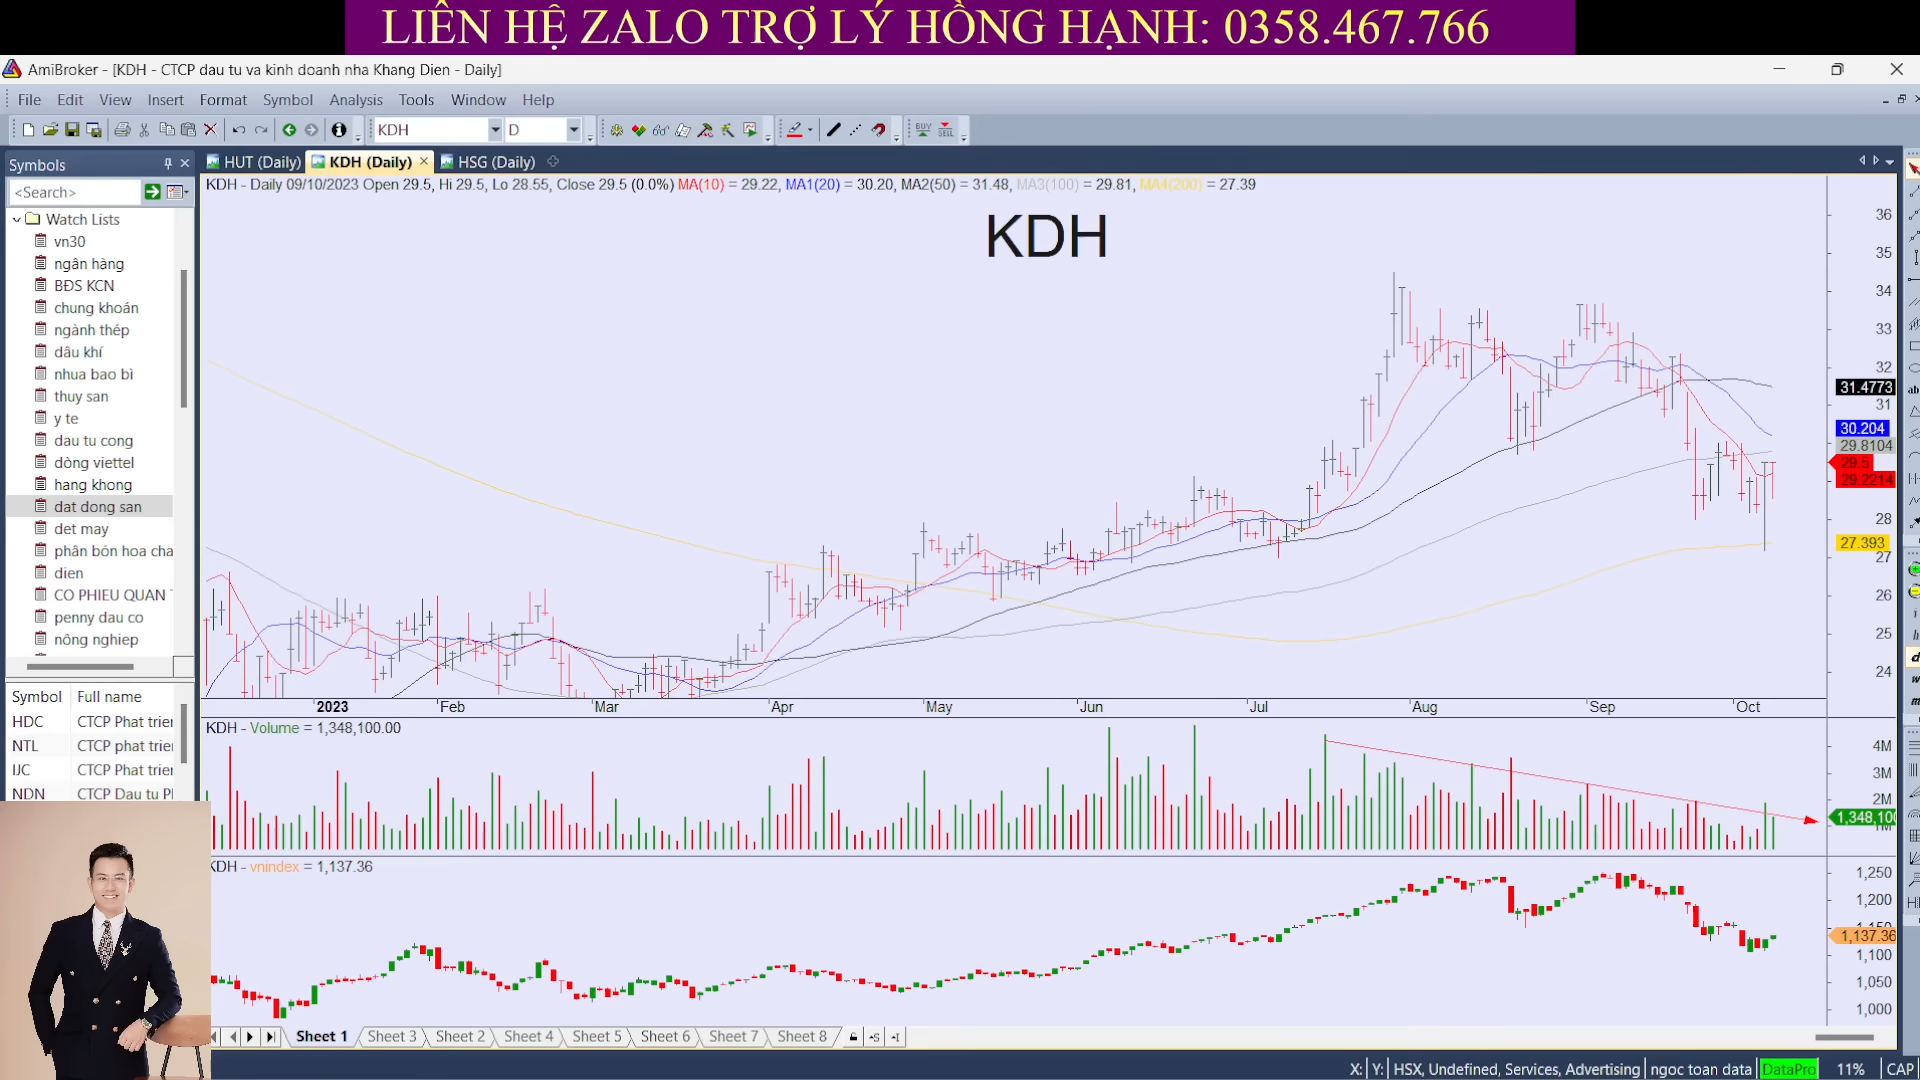 LIÊN HỆ ZALO TRỢ LÝ HỒNG HẠNH: 0358.467.766
AmiBroker - [KDH - CTCP dau tu va kinh doanh nha Khang Dien - Daily]
File Edit View Insert Format Symbol Analysis Tools Window Help
KDH D BUY SELL
Symbols
HUT (Daily) KDH (Daily) HSG (Daily)
KDH - Daily 09/10/2023 Open 29.5, Hi 29.5, Lo 28.55, Close 29.5 (0.0%) MA(10) = 29.22, MA1(20) = 30.20, MA2(50) = 31.48, MA3(100) = 29.81, MA4(200) = 27.39
<Search>
Watch Lists
vn30
ngân hàng
BĐS KCN
chung khoán
ngành thép
dâu khí
nhua bao bì
thuy san
y te
dau tu cong
dòng viettel
hang khong
dat dong san
det may
phân bón hoa cha
dien
CO PHIEU QUAN
penny dau co
nông nghiep
KDH
36
35
34
33
32
31.4773
31
30.204
29.8104
29.5
29.2214
28
27.393
27
26
25
24
2023 Feb Mar Apr May Jun Jul Aug Sep Oct
Symbol Full name
HDC CTCP Phat trier
NTL CTCP phat trier
IJC CTCP Phat trier
NDN CTCP Dau tu Pl
KDH - Volume = 1,348,100.00
4M
3M
2M
1,348,100
1M
KDH - vnindex = 1,137.36
1,250
1,200
1,150
1,137.36
1,100
1,050
1,000
Sheet 1 Sheet 3 Sheet 2 Sheet 4 Sheet 5 Sheet 6 Sheet 7 Sheet 8
X: Y: HSX, Undefined, Services, Advertising ngoc toan data DataPro 11% CAP